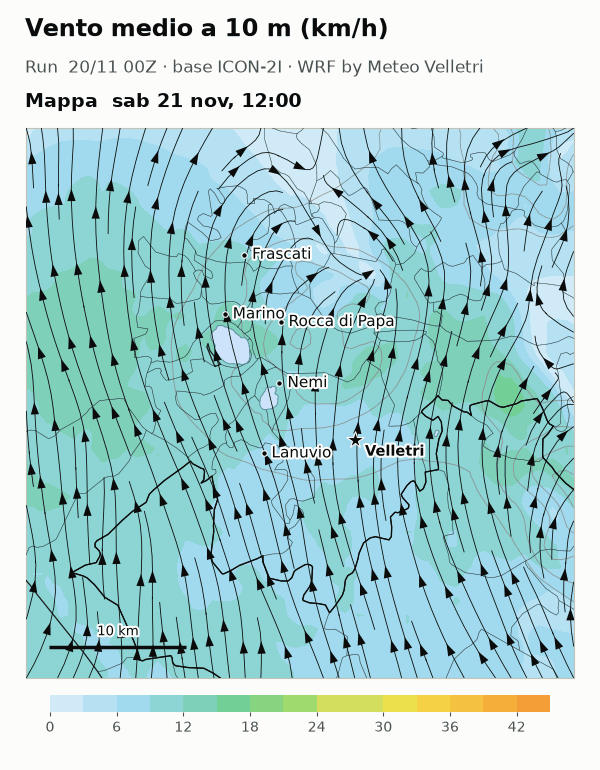 Vento medio a 10 m (km/h)
Run  20/11 00Z · base ICON-2I · WRF by Meteo Velletri
Mappa  sab 21 nov, 12:00
Frascati
Marino
Rocca di Papa
Nemi
Velletri
Lanuvio
10 km
0 6 12 18 24 30 36 42